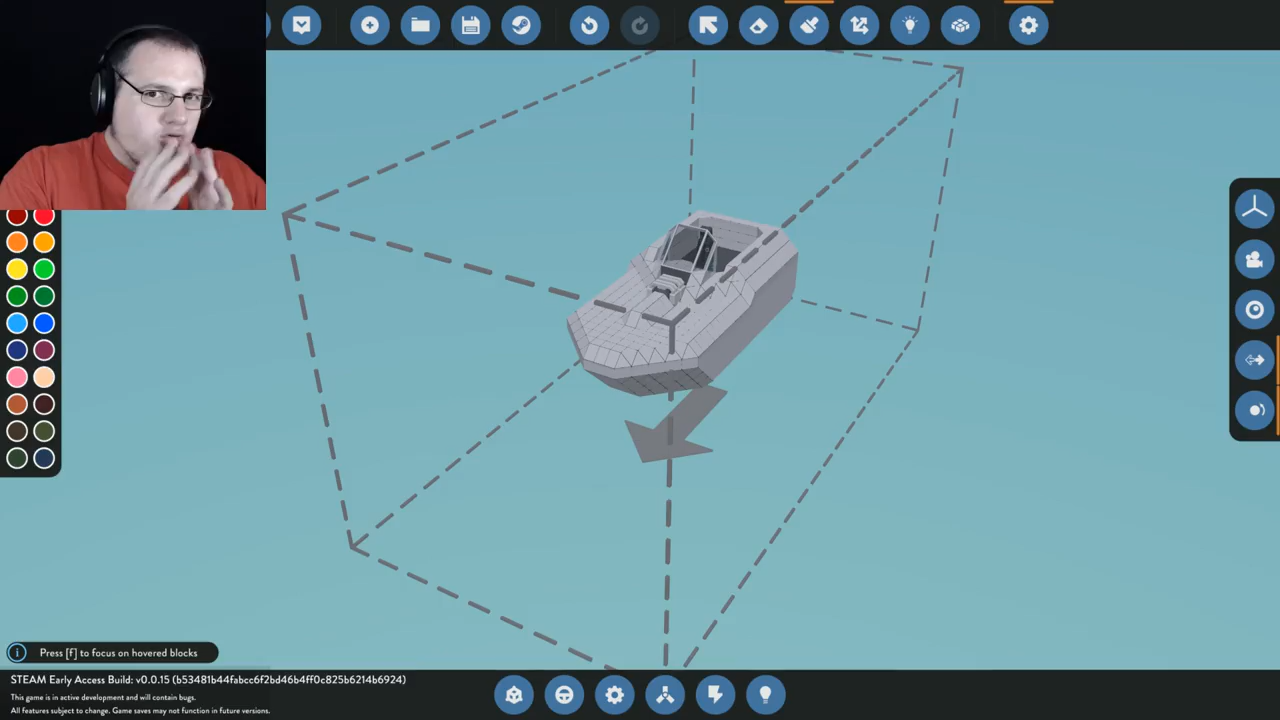 Press [f] to focus on hovered blocks
STEAM Early Access Build: v0.0.15 (b53481b44fabcc6f2bd46b4ff0c825b6214b6924)
This game is in active development and will contain bugs.
All features subject to change. Game saves may not function in future versions.